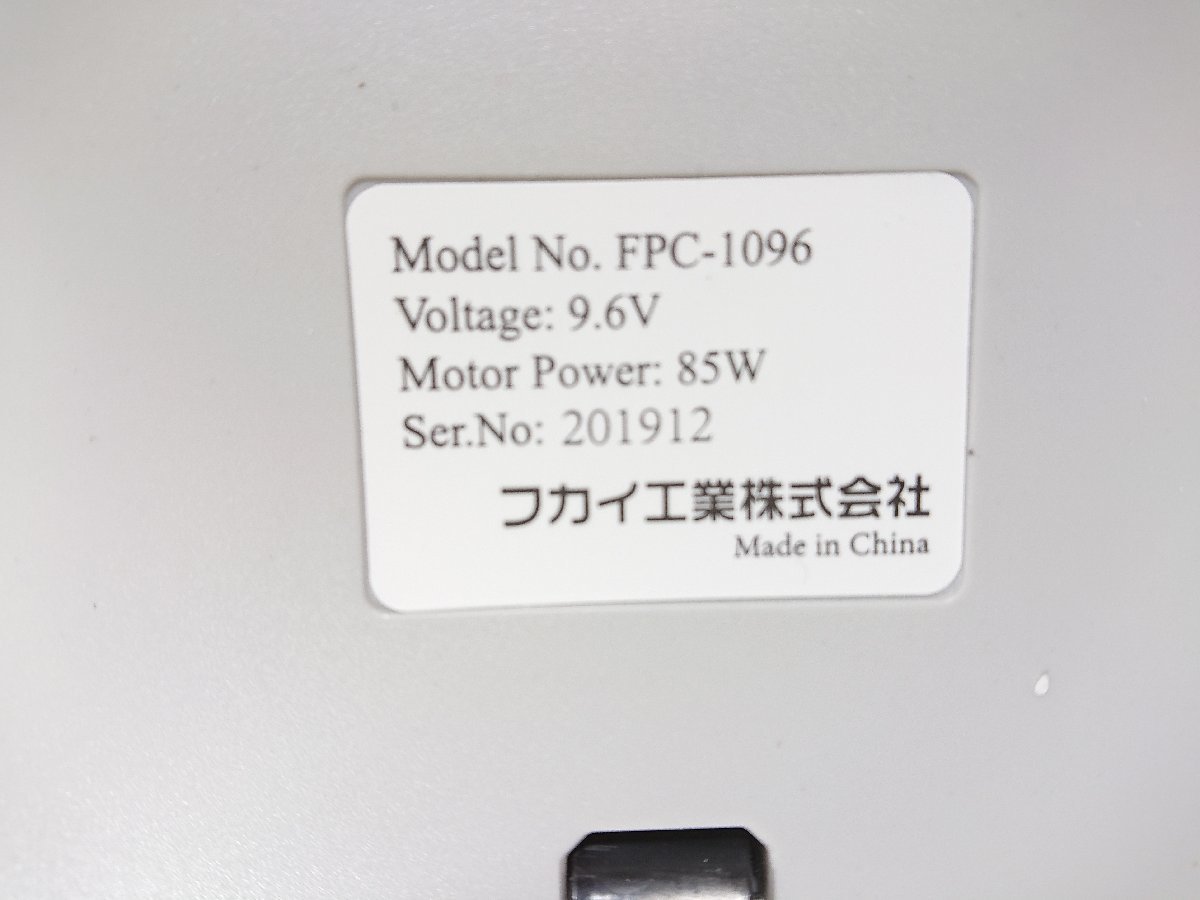 Model No. FPC-1096
Voltage: 9.6V
Motor Power: 85W
Ser.No: 201912
フカイ工業株式会社
Made in China